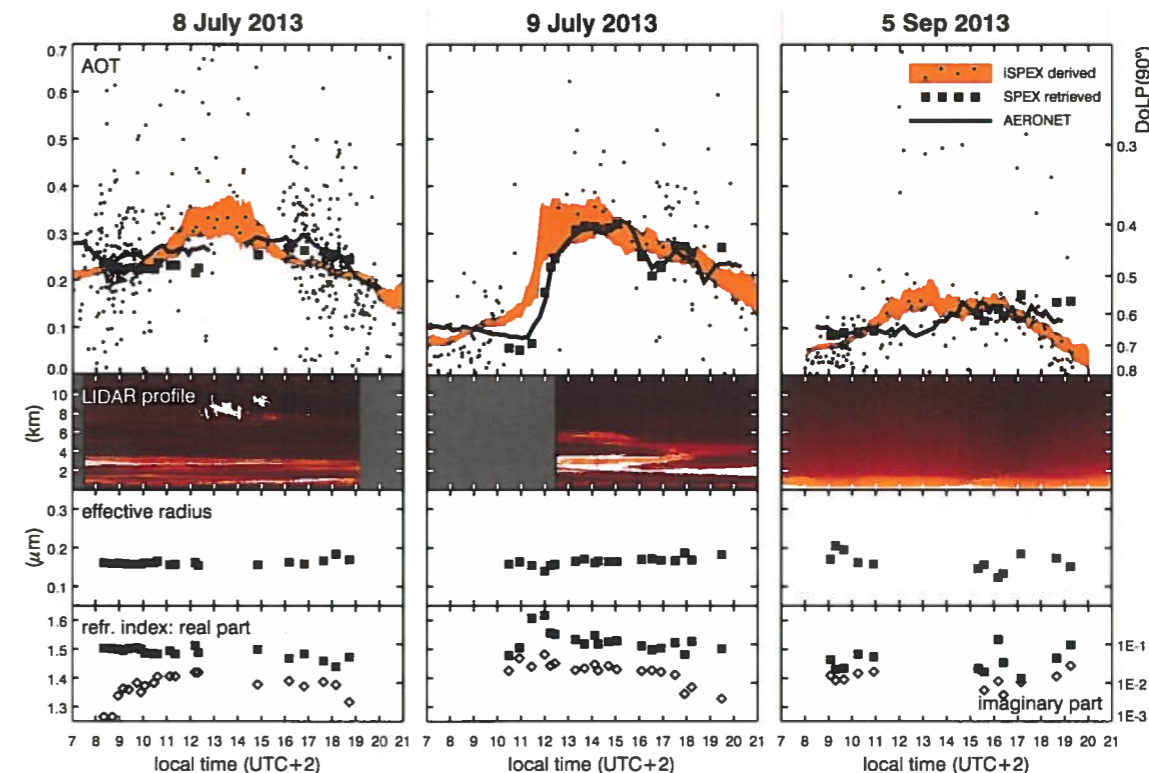 8 July 2013
9 July 2013
5 Sep 2013
AOT
0.7
0.6
0.5
0.4
0.3
0.2
0.1
0.0
iSPEX derived
SPEX retrieved
AERONET
DoLP(90°)
0.3
0.4
0.5
0.6
0.7
0.8
LIDAR profile
(km)
10
8
6
4
2
effective radius
(μm)
0.3
0.2
0.1
refr. index: real part
1.6
1.5
1.4
1.3
imaginary part
1E-1
1E-2
1E-3
7 8 9 10 11 12 13 14 15 16 17 18 19 20 21
7 8 9 10 11 12 13 14 15 16 17 18 19 20 21
7 8 9 10 11 12 13 14 15 16 17 18 19 20 21
local time (UTC+2)
local time (UTC+2)
local time (UTC+2)